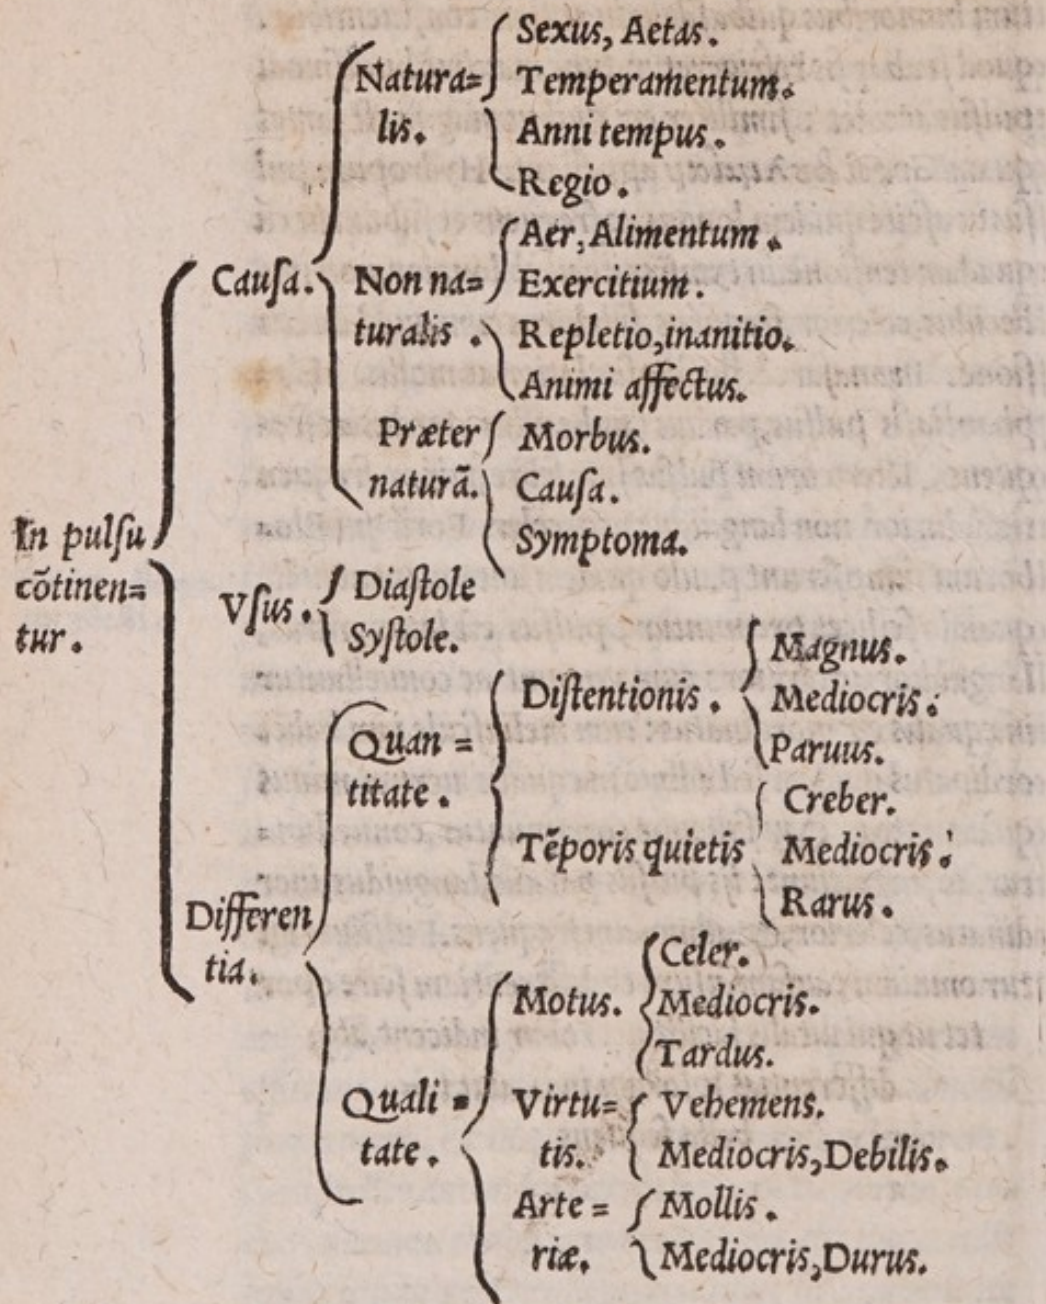 Sexus, Aetas.
Natura= Temperamentum.
lis. Anni tempus.
Regio.
Aer, Alimentum.
Cauſa. Non na= Exercitium.
turalis. Repletio, inanitio.
Animi affectus.
Præter Morbus.
naturā. Cauſa.
In pulſu Symptoma.
cōtinen= Vſus. Diaſtole
tur. Syſtole.
Magnus.
Diſtentionis. Mediocris:
Quan= Paruus.
titate. Creber.
Tēporis quietis Mediocris:
Differen Rarus.
tia. Celer.
Motus. Mediocris.
Tardus.
Quali= Virtu= Vehemens.
tate. tis. Mediocris, Debilis.
Arte= Mollis.
riæ. Mediocris, Durus.